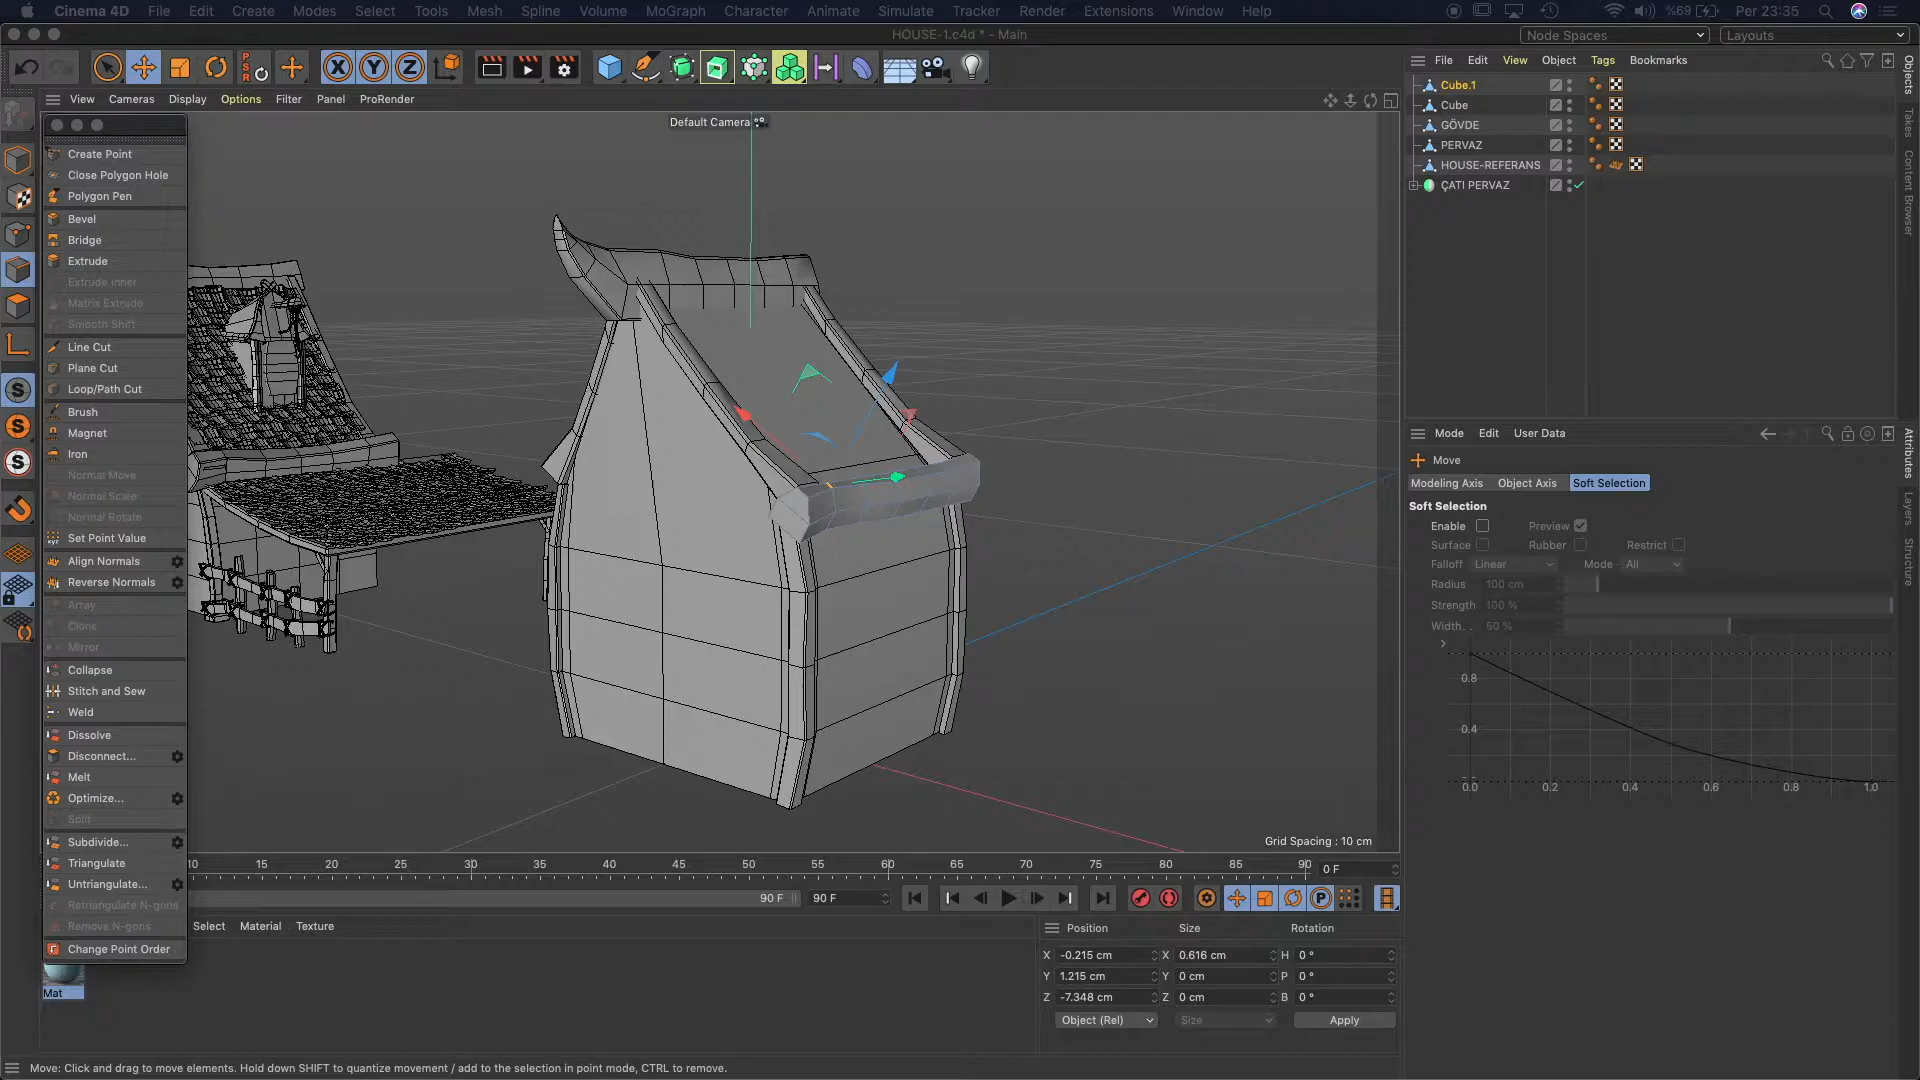 Cinema 4D File Edit Create Modes Select Tools Mesh Spline Volume MoGraph Character Animate Simulate Tracker Render Extensions Window Help %69 Per 23:35
HOUSE-1.c4d * - Main
Node Spaces
Layouts
File Edit View Object Tags Bookmarks
View Cameras Display Options Filter Panel ProRender
Default Camera
Create Point
Close Polygon Hole
Polygon Pen
Bevel
Bridge
Extrude
Extrude Inner
Matrix Extrude
Smooth Shift
Line Cut
Plane Cut
Loop/Path Cut
Brush
Magnet
Iron
Normal Move
Normal Scale
Normal Rotate
Set Point Value
Align Normals
Reverse Normals
Array
Clone
Mirror
Collapse
Stitch and Sew
Weld
Dissolve
Disconnect...
Melt
Optimize...
Split
Subdivide...
Triangulate
Untriangulate...
Retriangulate N-gons
Remove N-gons
Change Point Order
Cube.1
Cube
GÖVDE
PERVAZ
HOUSE-REFERANS
ÇATI PERVAZ
Objects
Takes
Content Browser
Mode Edit User Data
Move
Modeling Axis Object Axis Soft Selection
Soft Selection
Enable Preview
Surface Rubber Restrict
Falloff Linear Mode All
Radius 100 cm
Strength 100 %
Width. . 50 %
0.8
0.4
0.0 0.2 0.4 0.6 0.8 1.0
Attributes
Layers
Structure
Grid Spacing : 10 cm
10 15 20 25 30 35 40 45 50 55 60 65 70 75 80 85 90
0 F
90 F
90 F
Select Material Texture
Mat
Position Size Rotation
X -0.215 cm X 0.616 cm H 0 °
Y 1.215 cm Y 0 cm P 0 °
Z -7.348 cm Z 0 cm B 0 °
Object (Rel) Size Apply
Move: Click and drag to move elements. Hold down SHIFT to quantize movement / add to the selection in point mode, CTRL to remove.